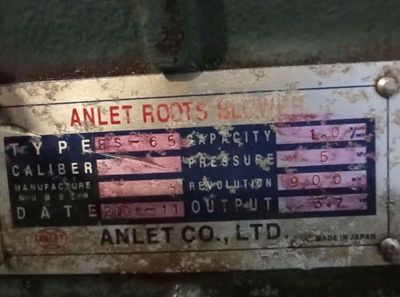 ANLET ROOTS BLOWER
TYPE BS-65 CAPACITY 1.07
CALIBER PRESSURE 5
MANUFACTURE NUMBER REVOLUTION 900
DATE OUTPUT 3.7
ANLET
ANLET CO., LTD.
MADE IN JAPAN